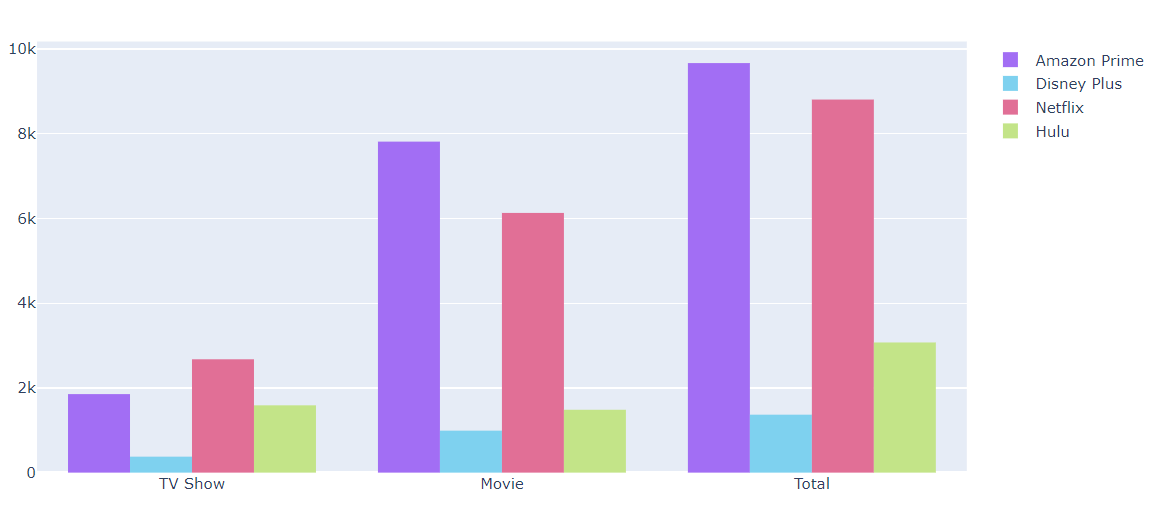 10k
8k
6k
4k
2k
0
TV Show
Movie
Total
Amazon Prime
Disney Plus
Netflix
Hulu